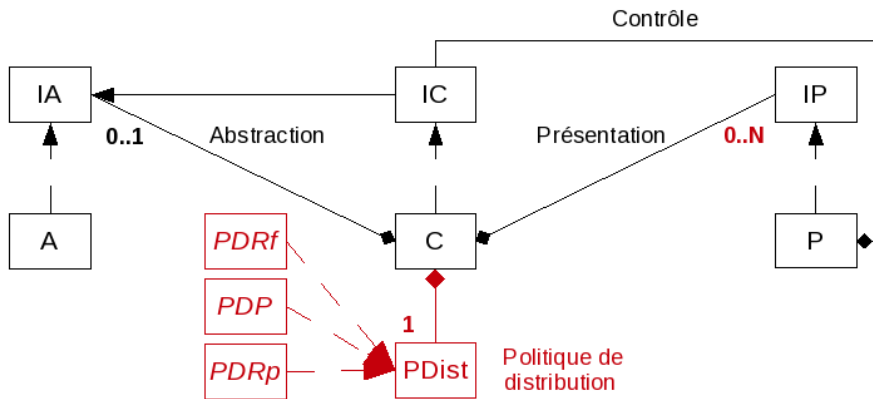 Contrôle
IA
IC
IP
0..1
Abstraction
Présentation
0..N
A
PDRf
C
P
PDP
1
PDRp
PDist
Politique de
distribution